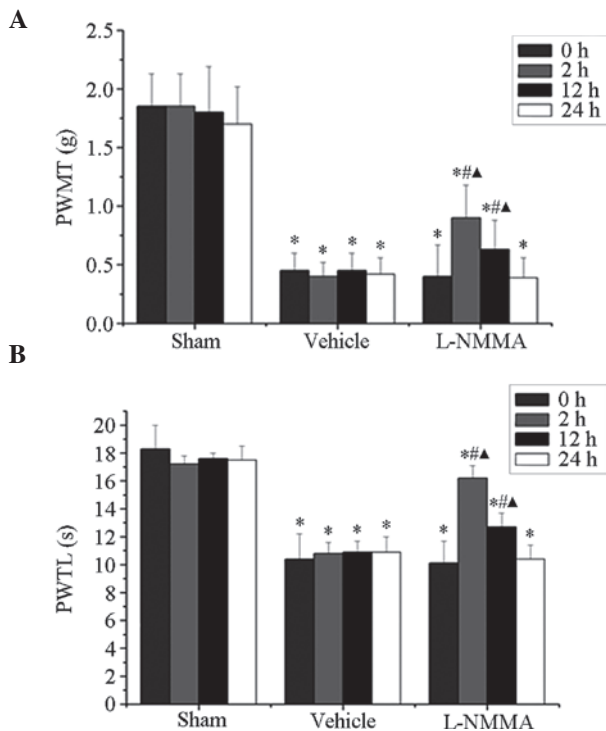 A
2.5
2.0
1.5
1.0
0.5
0.0
PWMT (g)
0 h
2 h
12 h
24 h
* * * *
* *#▲ *#▲ *
Sham Vehicle L-NMMA
B
20
18
16
14
12
10
8
6
4
2
0
PWTL (s)
0 h
2 h
12 h
24 h
* * * *
* *#▲ *#▲ *
Sham Vehicle L-NMMA